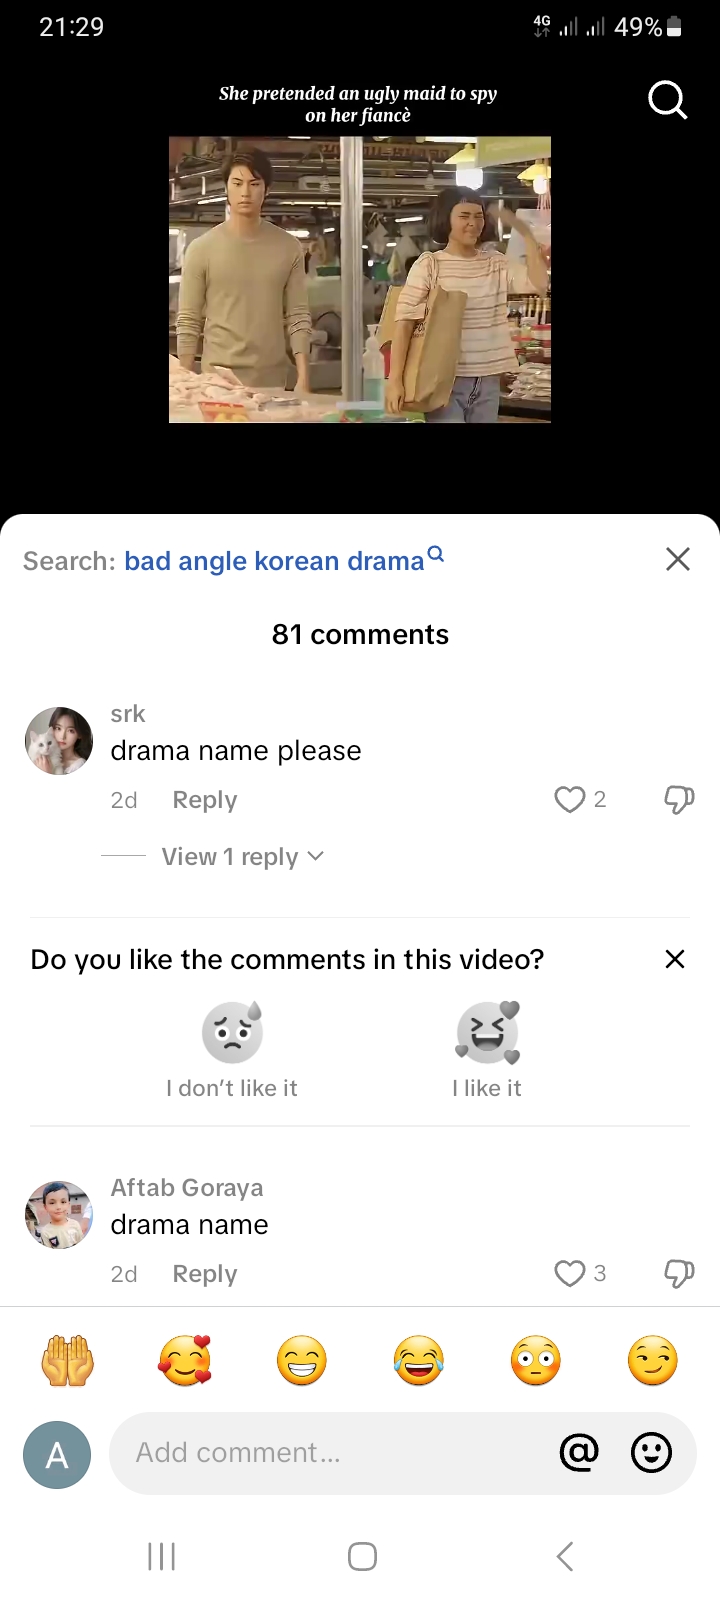 21:29
4G
49%
She pretended an ugly maid to spy
on her fiancè
Search: bad angle korean drama
81 comments
srk
drama name please
2d Reply
2
View 1 reply
Do you like the comments in this video?
I don't like it
I like it
Aftab Goraya
drama name
2d Reply
3
A
Add comment...
@